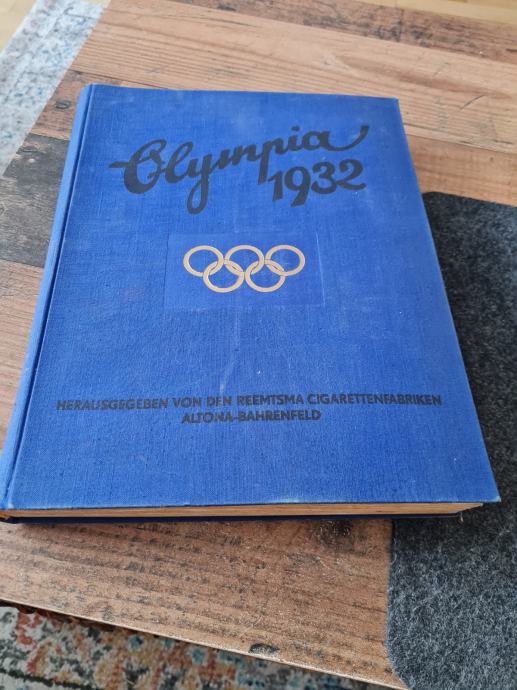 Olympia
1932
HERAUSGEGEBEN VON DEN REEMTSMA CIGARETTENFABRIKEN
ALTONA-BAHRENFELD